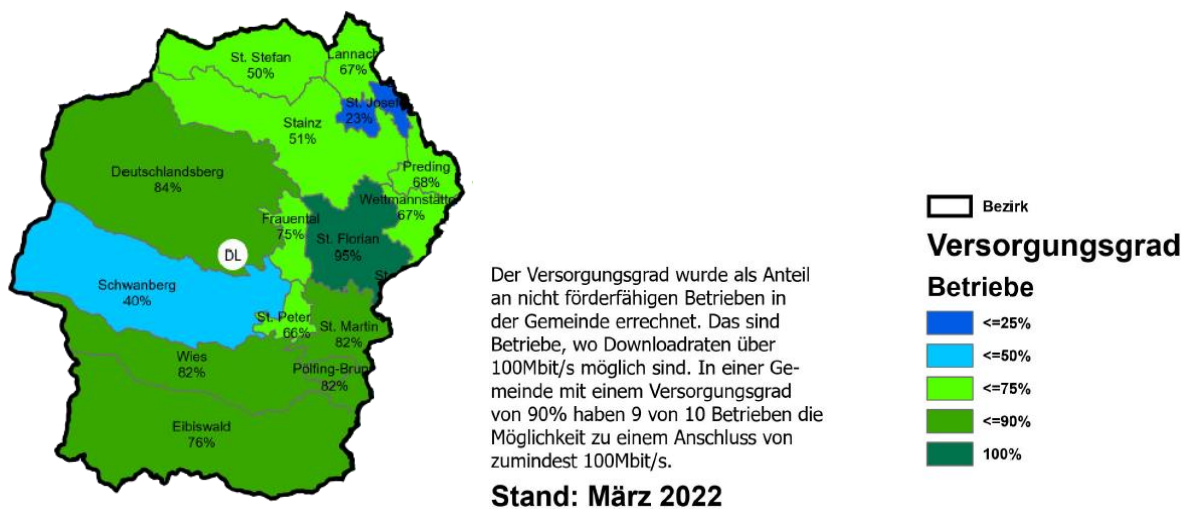 St. Stefan
50%
Lannach
67%
St. Josef
23%
Stainz
51%
Deutschlandsberg
84%
Preding
68%
Wettmannstätten
67%
Frauental
75%
St. Florian
95%
DL
Schwanberg
40%
St. Peter
66%
St. Martin
82%
Wies
82%
Pölfing-Brunn
82%
Eibiswald
76%
Der Versorgungsgrad wurde als Anteil
an nicht förderfähigen Betrieben in
der Gemeinde errechnet. Das sind
Betriebe, wo Downloadraten über
100Mbit/s möglich sind. In einer Ge-
meinde mit einem Versorgungsgrad
von 90% haben 9 von 10 Betrieben die
Möglichkeit zu einem Anschluss von
zumindest 100Mbit/s.
Stand: März 2022
Bezirk
Versorgungsgrad
Betriebe
<=25%
<=50%
<=75%
<=90%
100%